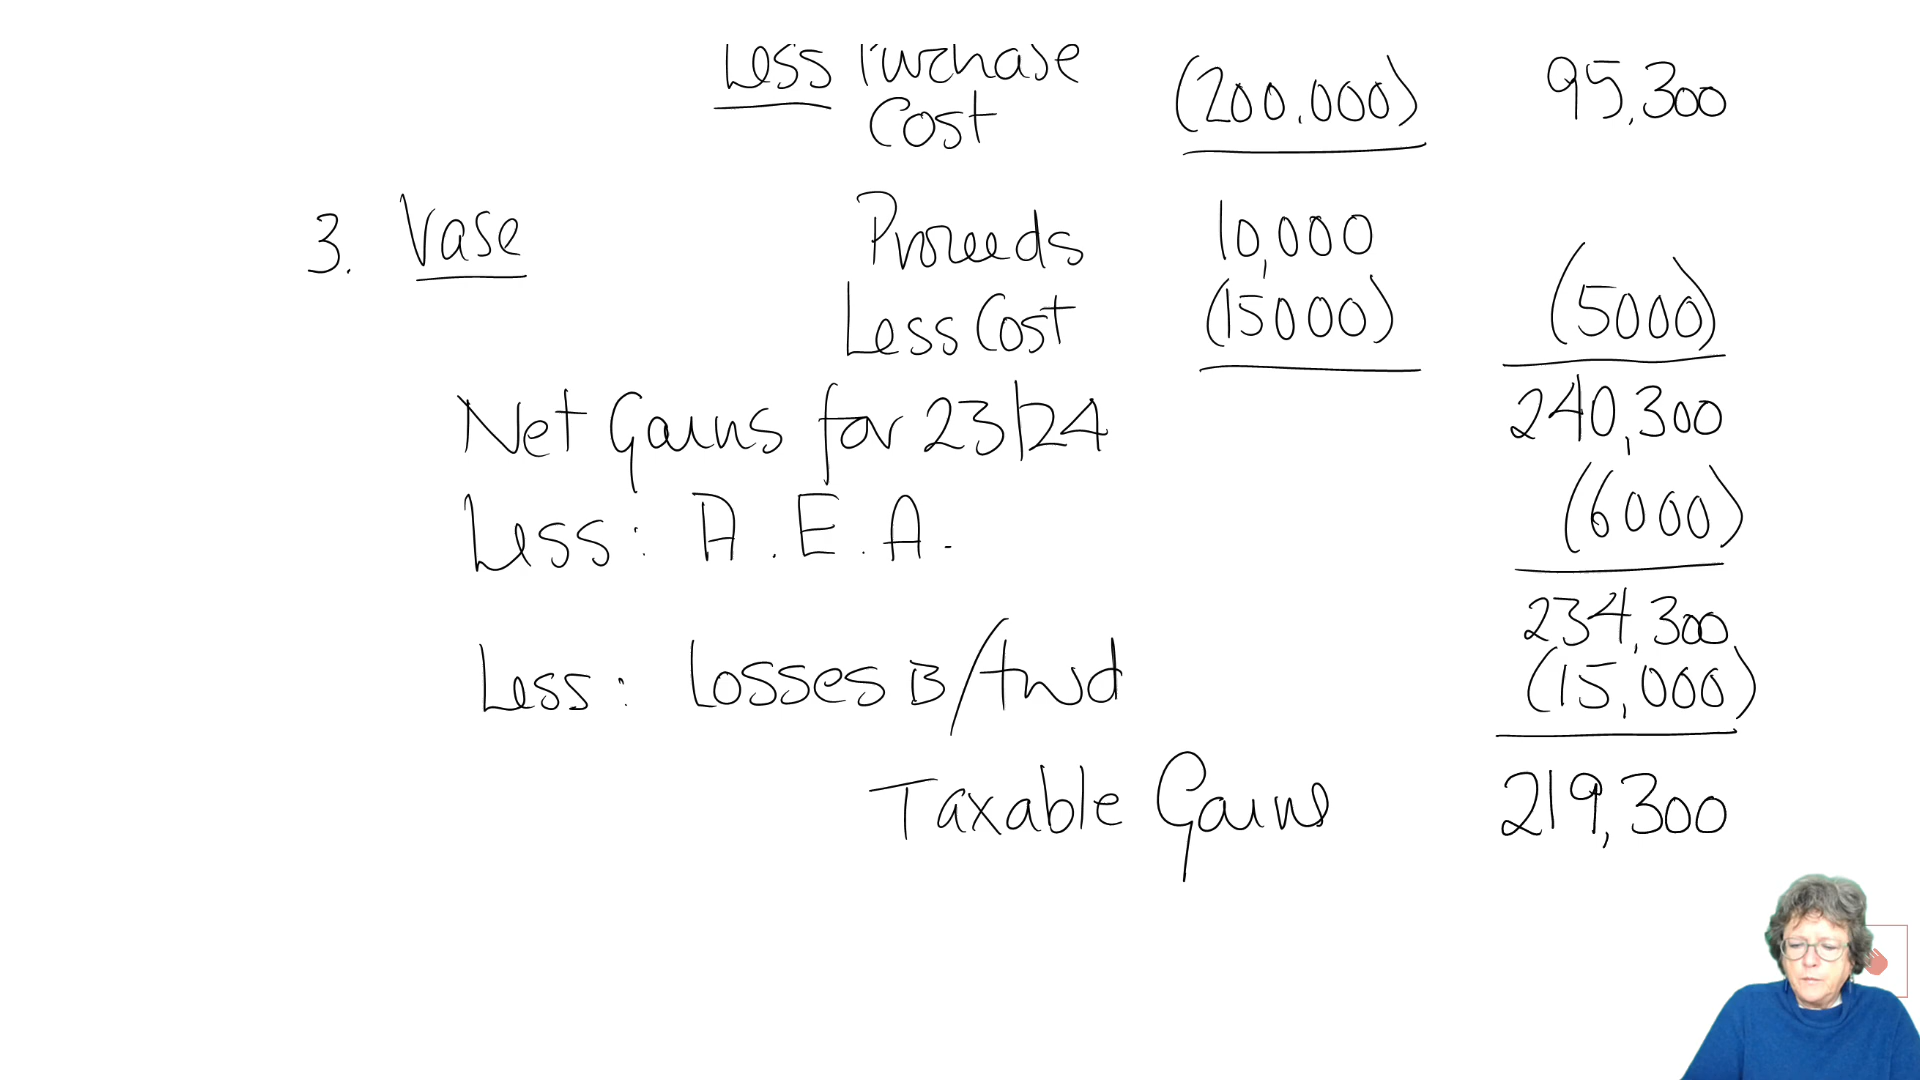 Less Purchase
Cost (200.000) 95,300
3. Vase Proceeds 10,000
Less Cost (15000) (5000)
Net Gains for 23/24 240,300
Less: A.E.A. (6000)
234,300
Less: Losses B/fwd (15,000)
Taxable Gains 219,300